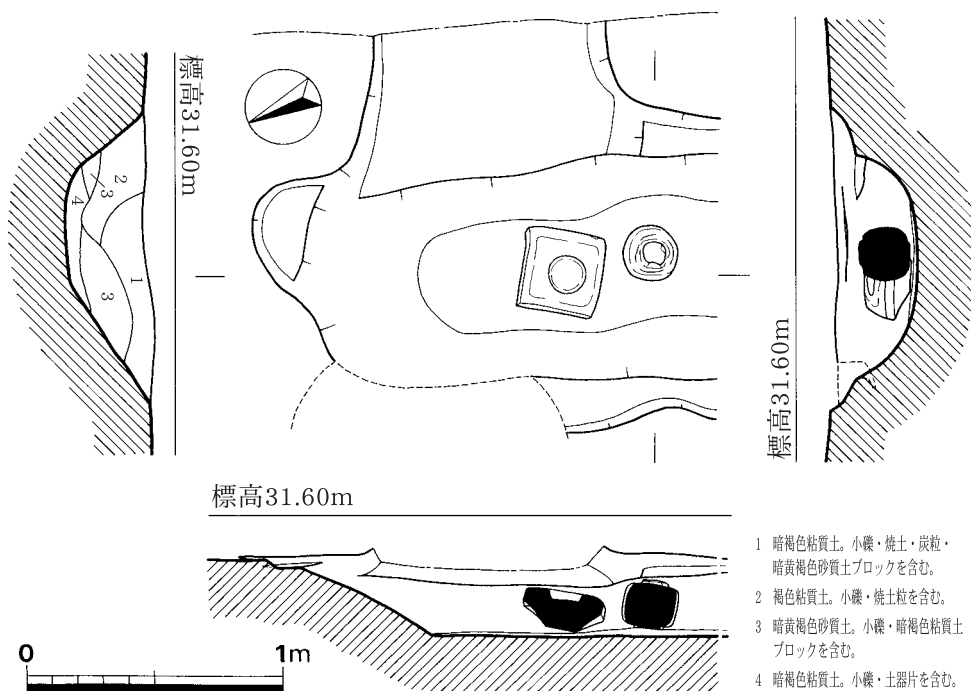 標高31.60m
2
3
4
3
1
標高31.60m
標高31.60m
0 1m
1 暗褐色粘質土。小礫・焼土・炭粒・
暗黄褐色砂質土ブロックを含む。
2 褐色粘質土。小礫・焼土粒を含む。
3 暗黄褐色砂質土。小礫・暗褐色粘質土
ブロックを含む。
4 暗褐色粘質土。小礫・土器片を含む。